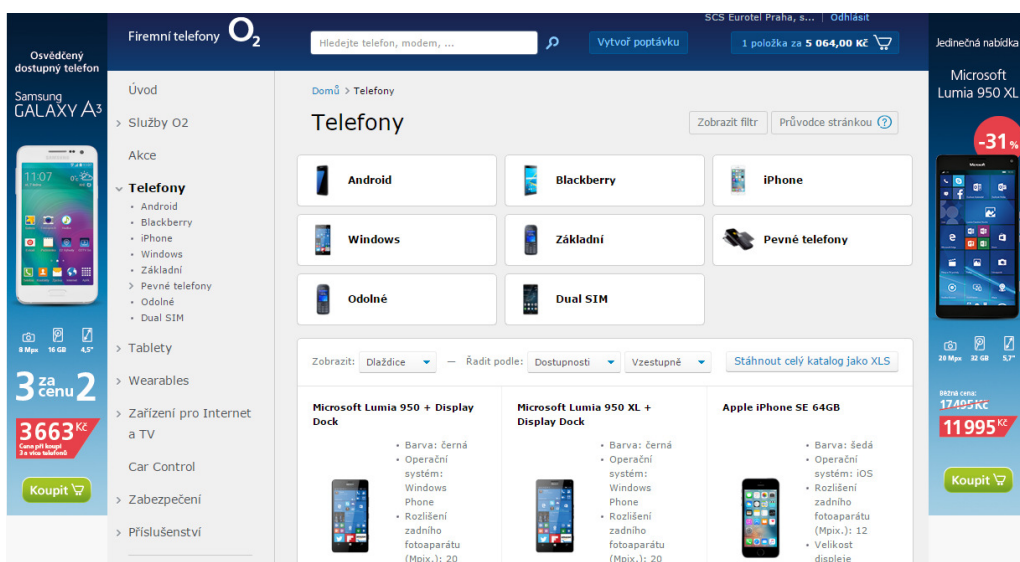 SCS Eurotel Praha, s... | Odhlásit
Firemní telefony O2
Hledejte telefon, modem, ...
Vytvoř poptávku
1 položka za 5 064,00 Kč
Osvědčený
dostupný telefon
Samsung
GALAXY A3
11:07
8 Mpx 16 GB 4,5"
3 za cenu 2
3663 Kč
Cena při koupi
3 a více telefonů
Koupit
Úvod
> Služby O2
Akce
Telefony
• Android
• Blackberry
• iPhone
• Windows
• Základní
> Pevné telefony
• Odolné
• Dual SIM
> Tablety
> Wearables
> Zařízení pro Internet
a TV
Car Control
> Zabezpečení
> Příslušenství
Domů > Telefony
Telefony
Zobrazit filtr
Průvodce stránkou ?
Android
Blackberry
iPhone
Windows
Základní
Pevné telefony
Odolné
Dual SIM
Zobrazit: Dlaždice — Řadit podle: Dostupnosti Vzestupně
Stáhnout celý katalog jako XLS
Microsoft Lumia 950 + Display
Dock
• Barva: černá
• Operační
systém:
Windows
Phone
• Rozlišení
zadního
fotoaparátu
(Mpix.): 20
Microsoft Lumia 950 XL +
Display Dock
• Barva: černá
• Operační
systém:
Windows
Phone
• Rozlišení
zadního
fotoaparátu
(Mpix.): 20
Apple iPhone SE 64GB
• Barva: šedá
• Operační
systém: iOS
• Rozlišení
zadního
fotoaparátu
(Mpix.): 12
• Velikost
displeje
Jedinečná nabídka
Microsoft
Lumia 950 XL
-31%
20 Mpx 32 GB 5,7"
Běžná cena:
17495 Kč
11995 Kč
Koupit